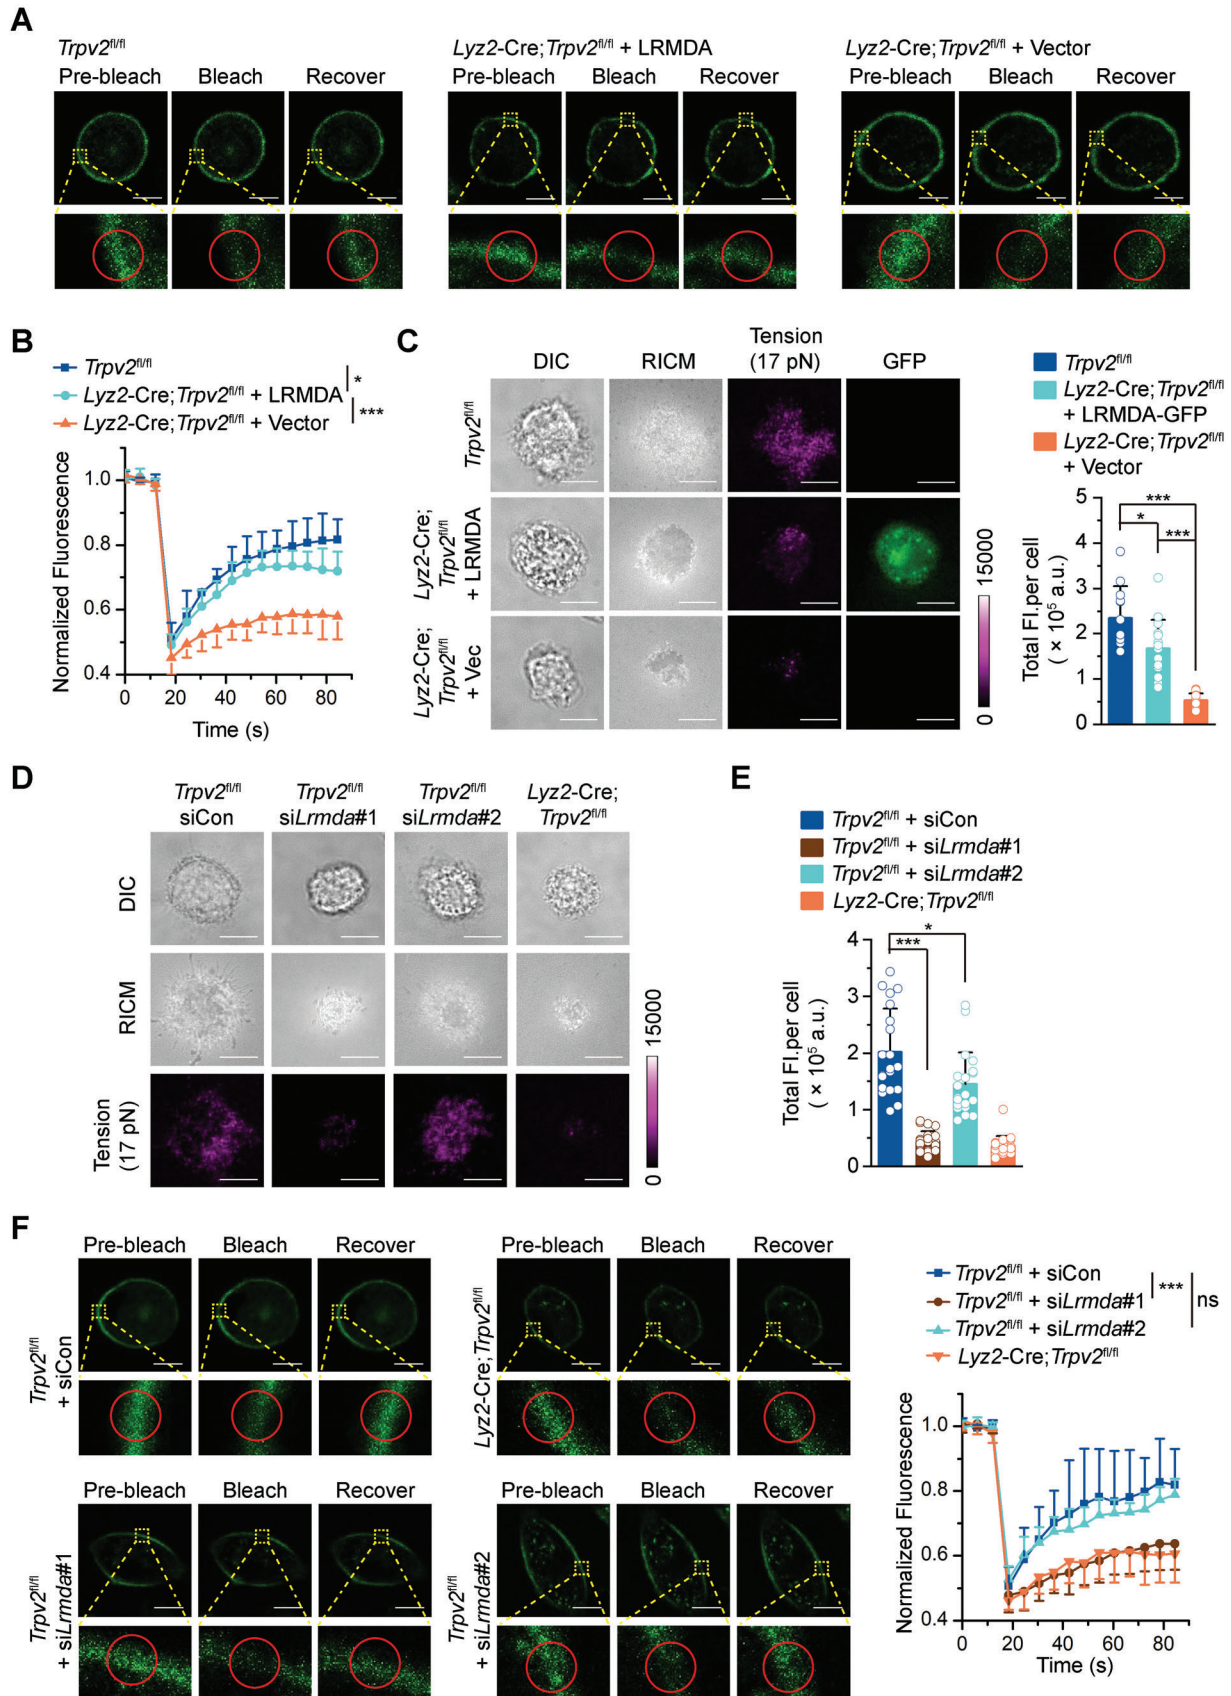 A
Trpv2fl/fl
Lyz2-Cre;Trpv2fl/fl + LRMDA
Lyz2-Cre;Trpv2fl/fl + Vector
Pre-bleach Bleach Recover
Pre-bleach Bleach Recover
Pre-bleach Bleach Recover
B
Trpv2fl/fl
Lyz2-Cre;Trpv2fl/fl + LRMDA
Lyz2-Cre;Trpv2fl/fl + Vector
*
***
Normalized Fluorescence
1.0
0.8
0.6
0.4
0 20 40 60 80
Time (s)
C
DIC
RICM
Tension
(17 pN)
GFP
Trpv2fl/fl
Lyz2-Cre;
Trpv2fl/fl
+ LRMDA
Lyz2-Cre;
Trpv2fl/fl
+ Vec
15000
0
Trpv2fl/fl
Lyz2-Cre;Trpv2fl/fl
+ LRMDA-GFP
Lyz2-Cre;Trpv2fl/fl
+ Vector
***
*
***
Total FI.per cell
( × 10⁵ a.u.)
5
4
3
2
1
0
D
Trpv2fl/fl
siCon
Trpv2fl/fl
siLrmda#1
Trpv2fl/fl
siLrmda#2
Lyz2-Cre;
Trpv2fl/fl
DIC
RICM
Tension
(17 pN)
15000
0
E
Trpv2fl/fl + siCon
Trpv2fl/fl + siLrmda#1
Trpv2fl/fl + siLrmda#2
Lyz2-Cre;Trpv2fl/fl
*
***
Total FI.per cell
( × 10⁵ a.u.)
4
3
2
1
0
F
Pre-bleach Bleach Recover
Trpv2fl/fl
+ siCon
Pre-bleach Bleach Recover
Lyz2-Cre;Trpv2fl/fl
Pre-bleach Bleach Recover
Trpv2fl/fl
+ siLrmda#1
Pre-bleach Bleach Recover
Trpv2fl/fl
+ siLrmda#2
Trpv2fl/fl + siCon
Trpv2fl/fl + siLrmda#1
Trpv2fl/fl + siLrmda#2
Lyz2-Cre;Trpv2fl/fl
***
ns
Normalized Fluorescence
1.0
0.8
0.6
0.4
0 20 40 60 80
Time (s)